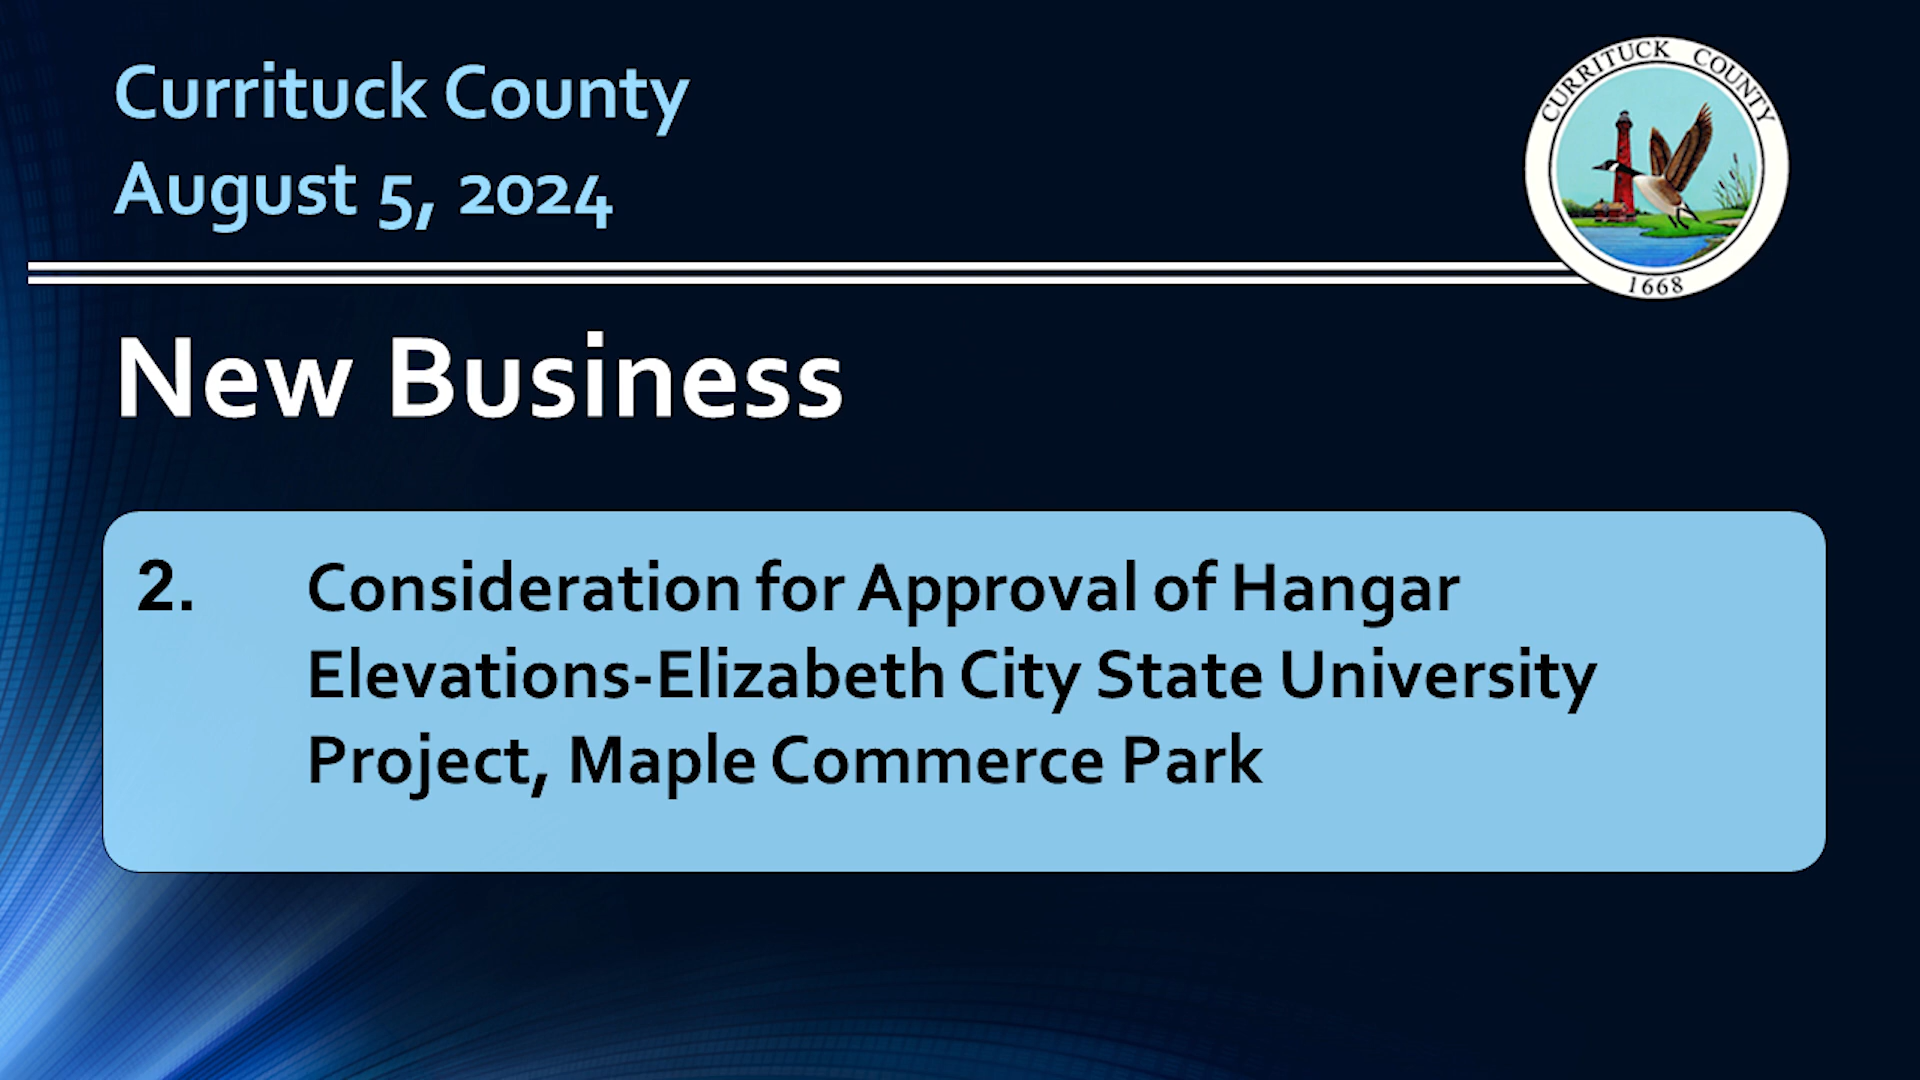 Currituck County
August 5, 2024
CURRITUCK COUNTY
1668
New Business
2. Consideration for Approval of Hangar
Elevations-Elizabeth City State University
Project, Maple Commerce Park